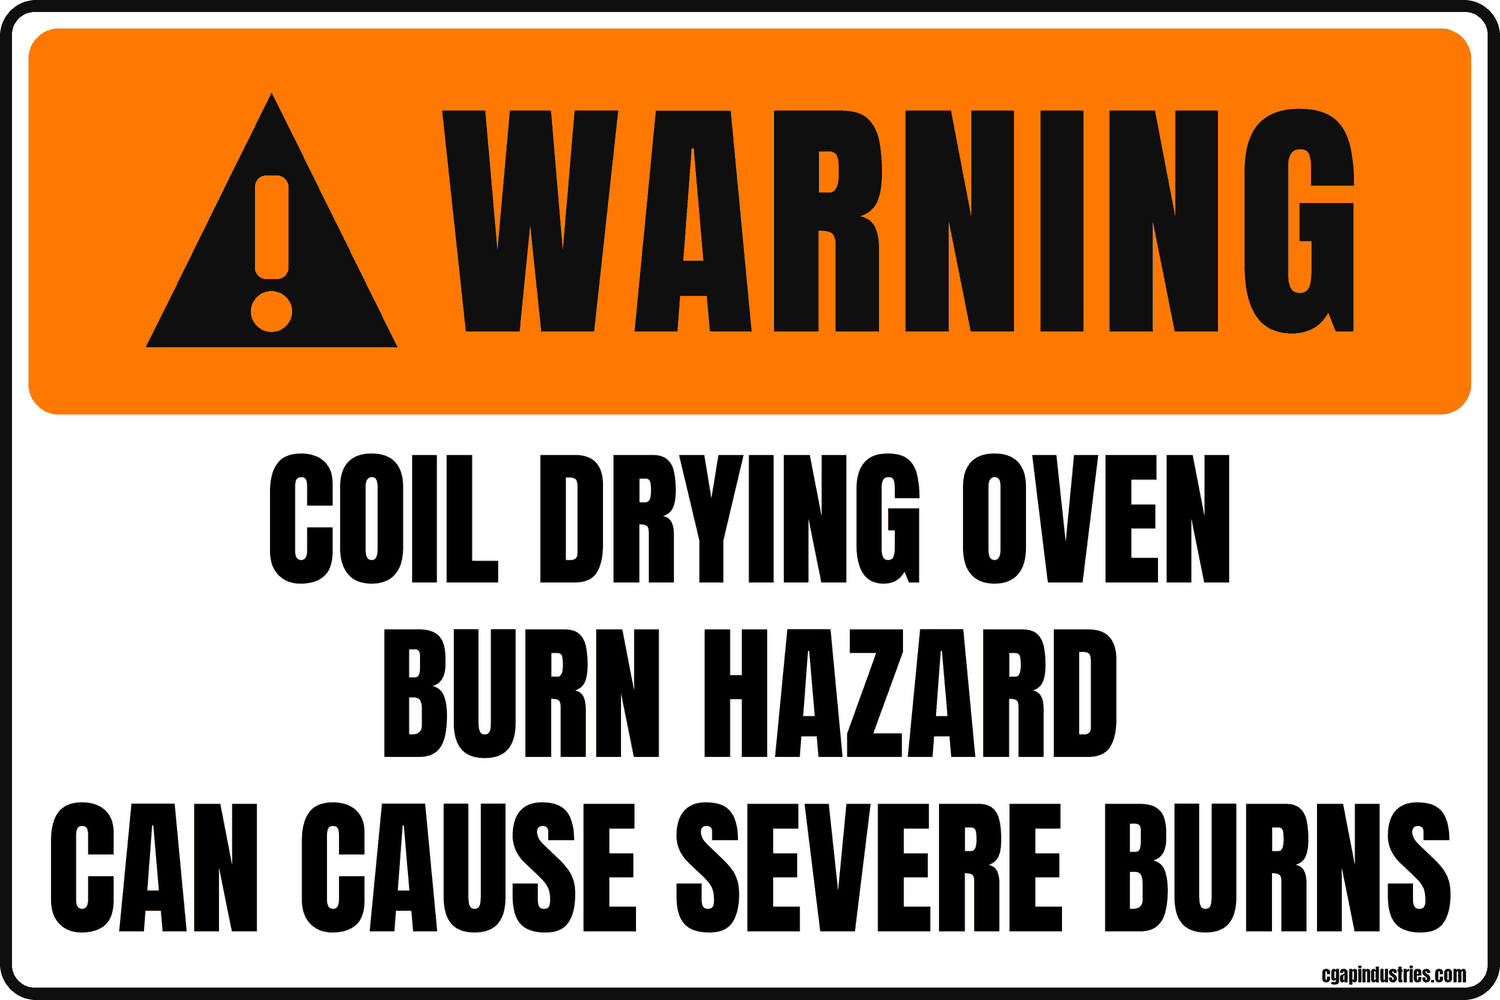 WARNING
COIL DRYING OVEN
BURN HAZARD
CAN CAUSE SEVERE BURNS
cgapindustries.com